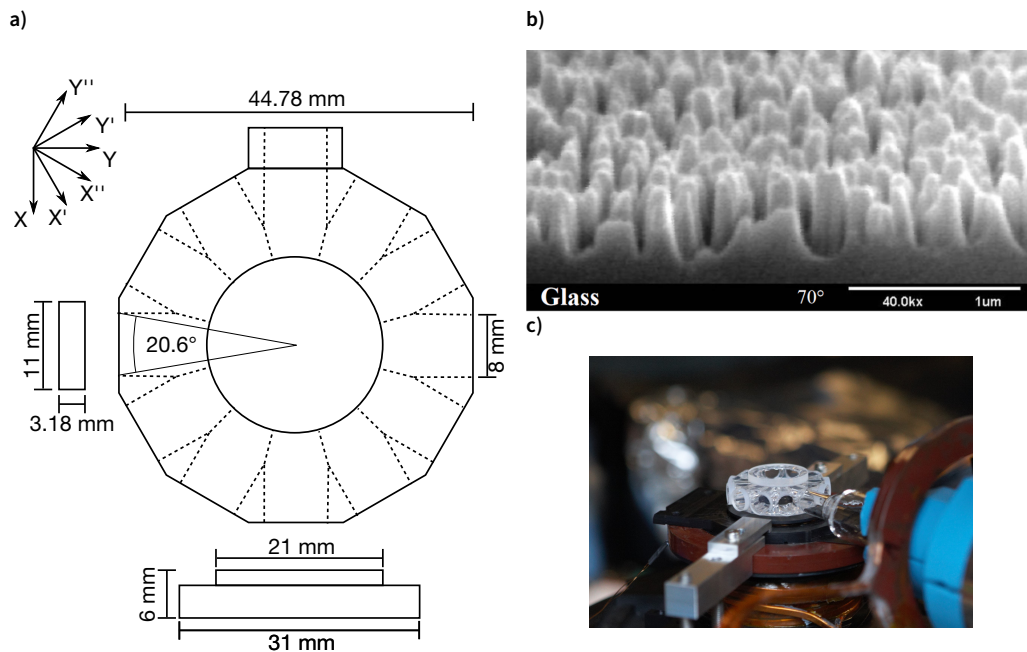 a)
b)
Y''
Y'
Y
X''
X'
X
44.78 mm
20.6°
8 mm
11 mm
3.18 mm
21 mm
6 mm
31 mm
Glass 70° 40.0kx 1um
c)